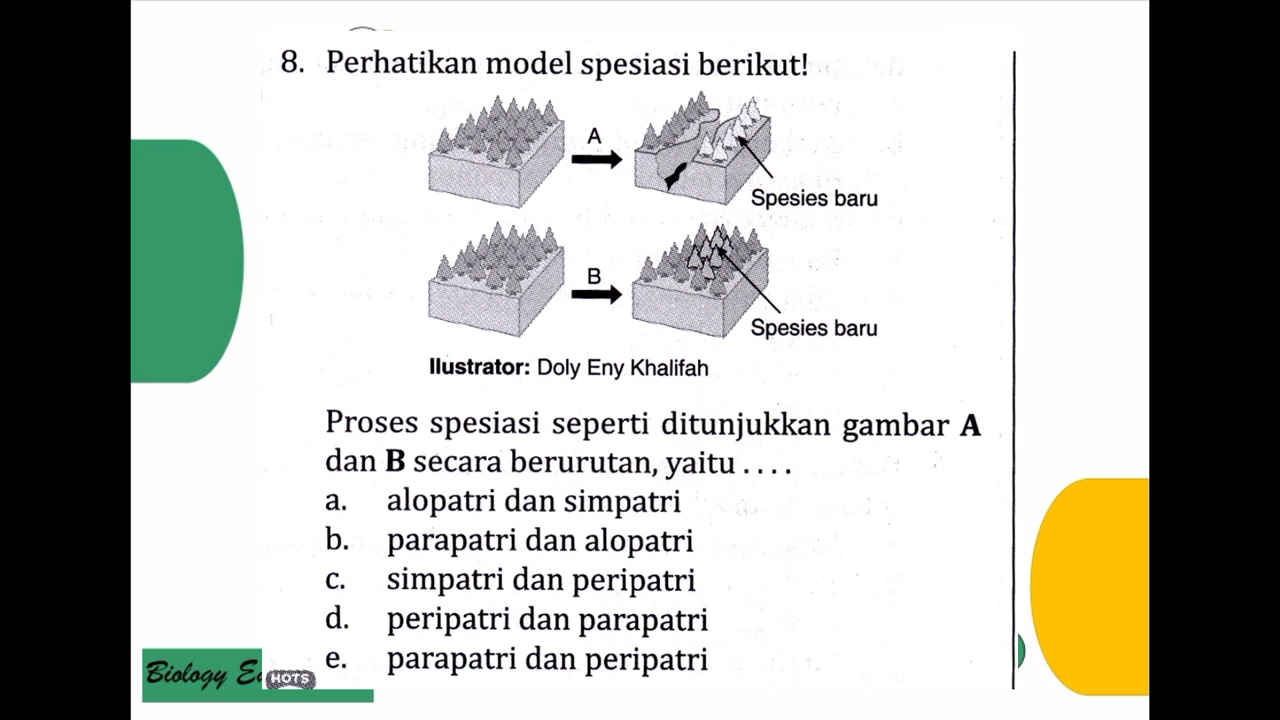 8. Perhatikan model spesiasi berikut!
A
Spesies baru
B
Spesies baru
Ilustrator: Doly Eny Khalifah
Proses spesiasi seperti ditunjukkan gambar A
dan B secara berurutan, yaitu . . . .
a. alopatri dan simpatri
b. parapatri dan alopatri
c. simpatri dan peripatri
d. peripatri dan parapatri
e. parapatri dan peripatri
Biology
HOTS